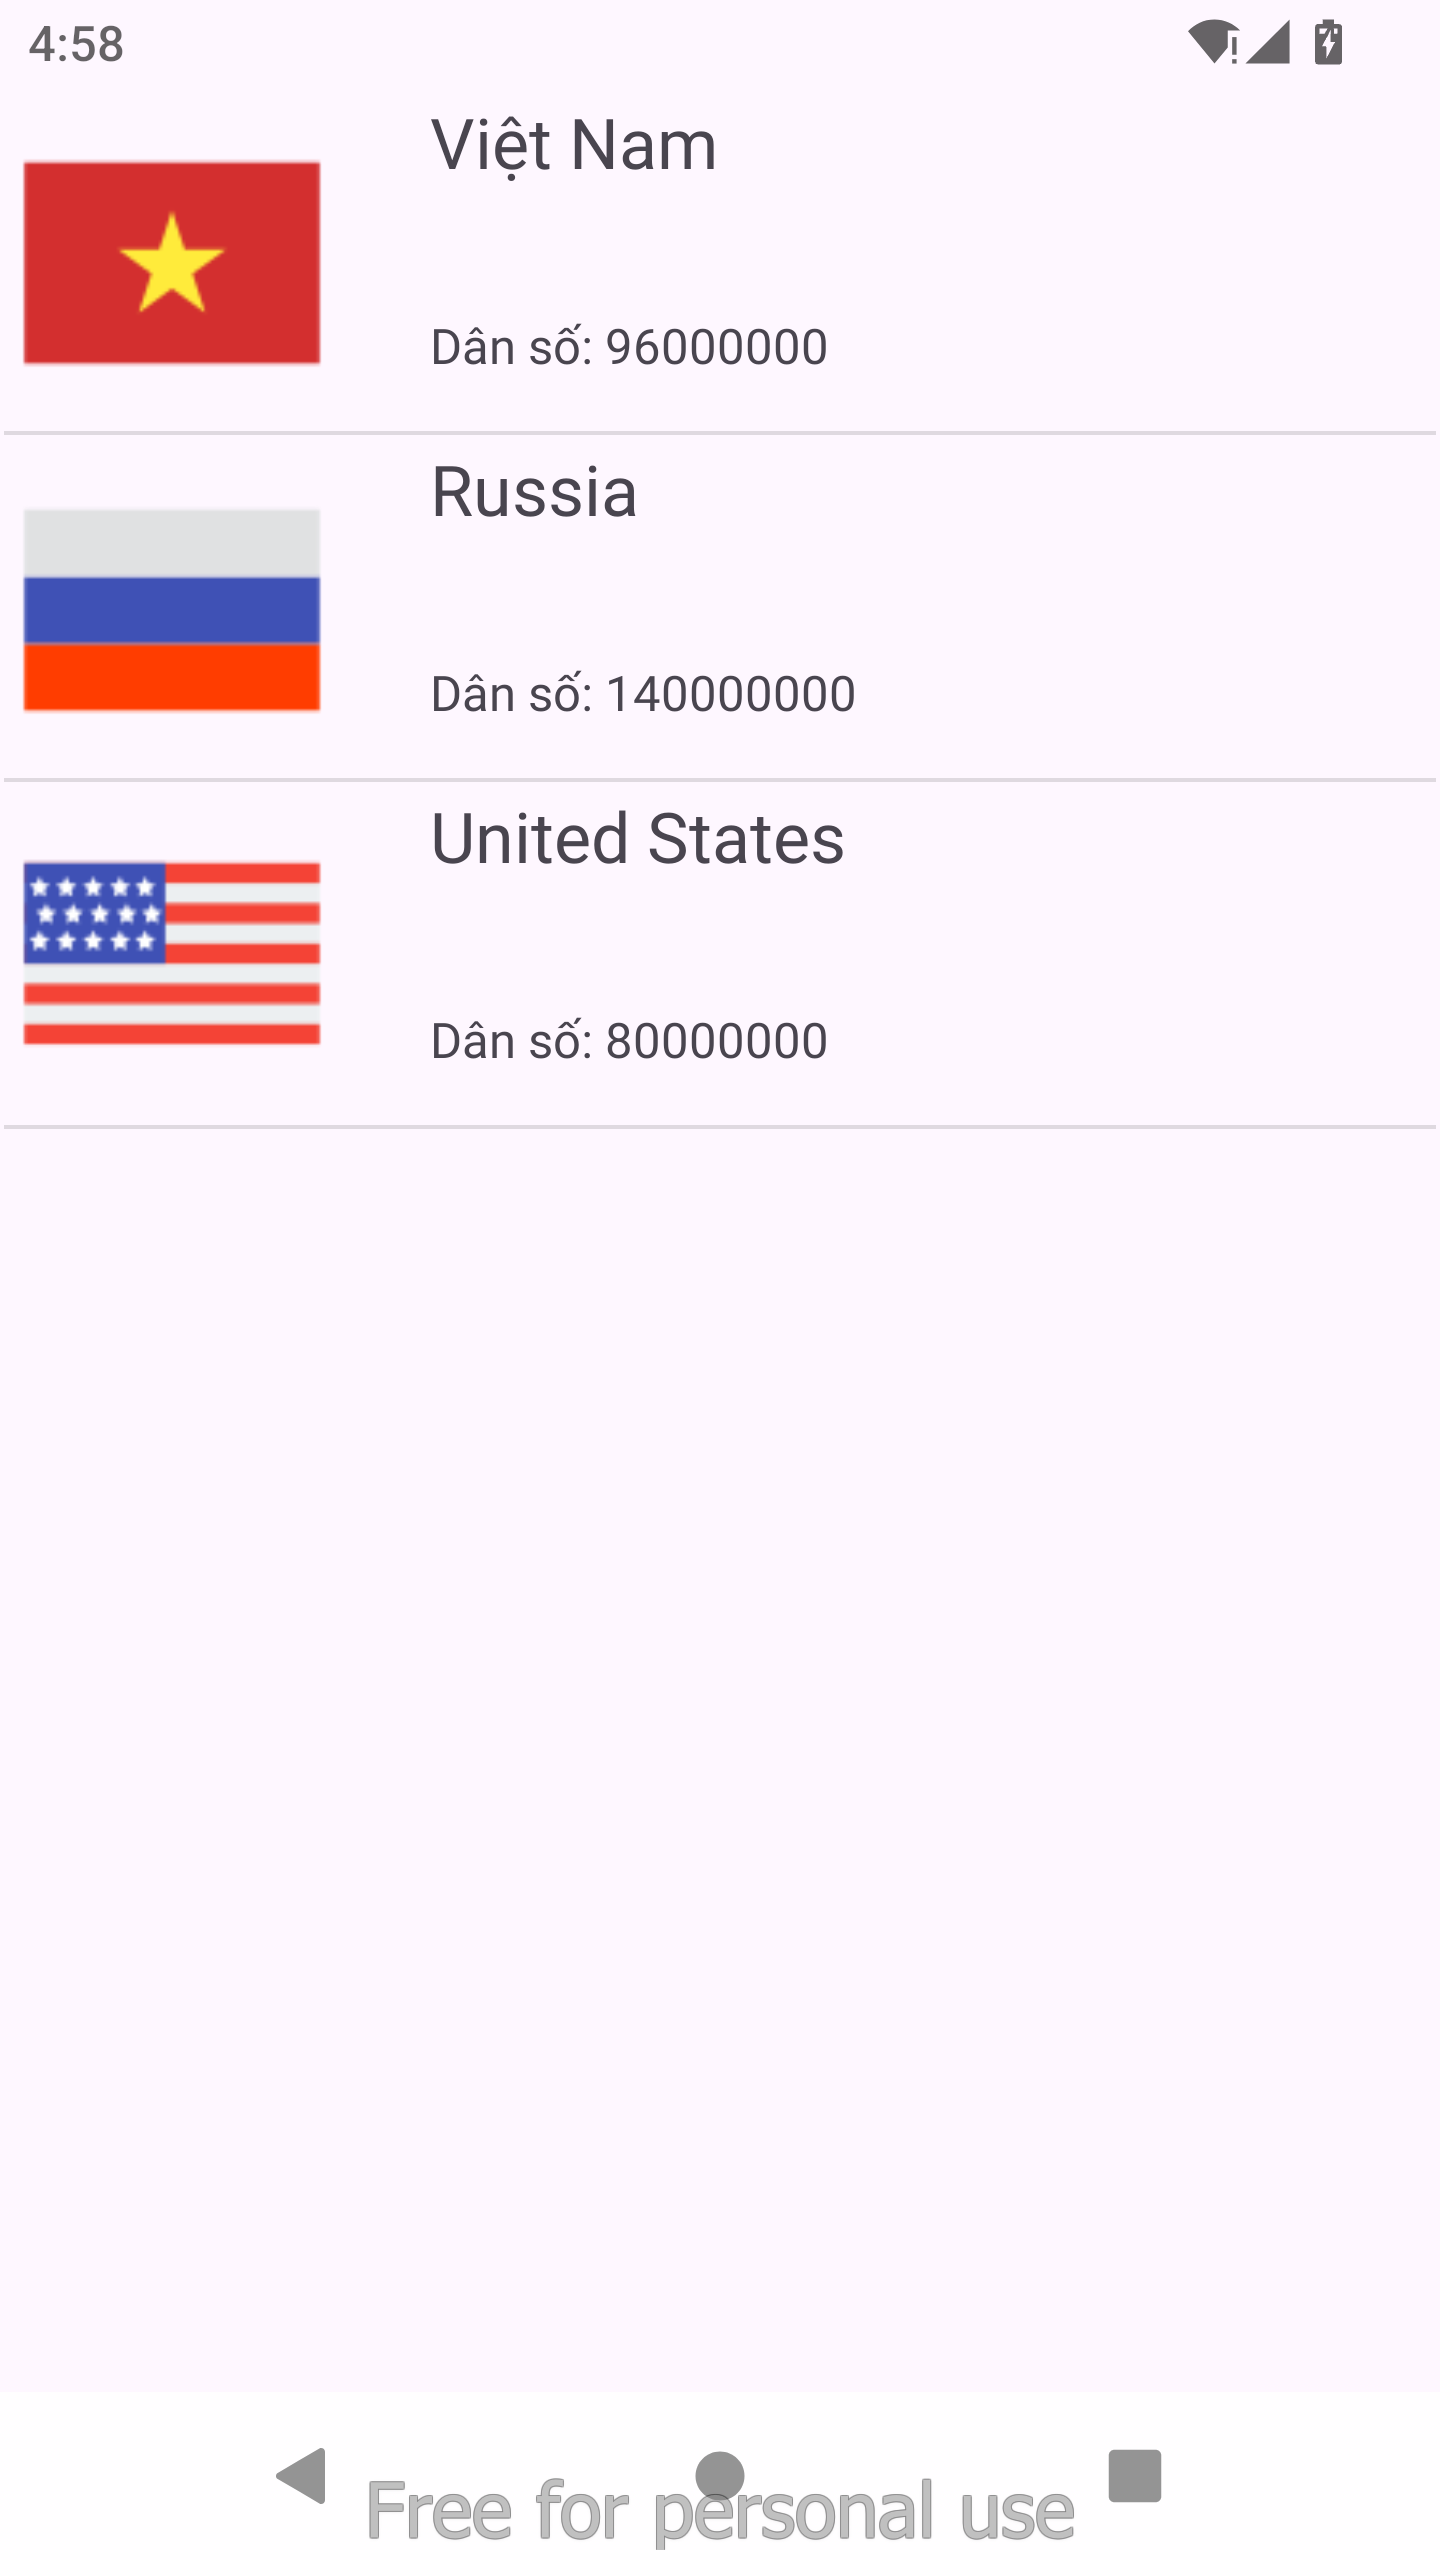 4:58
Việt Nam
Dân số: 96000000
Russia
Dân số: 140000000
United States
Dân số: 80000000
Free for personal use